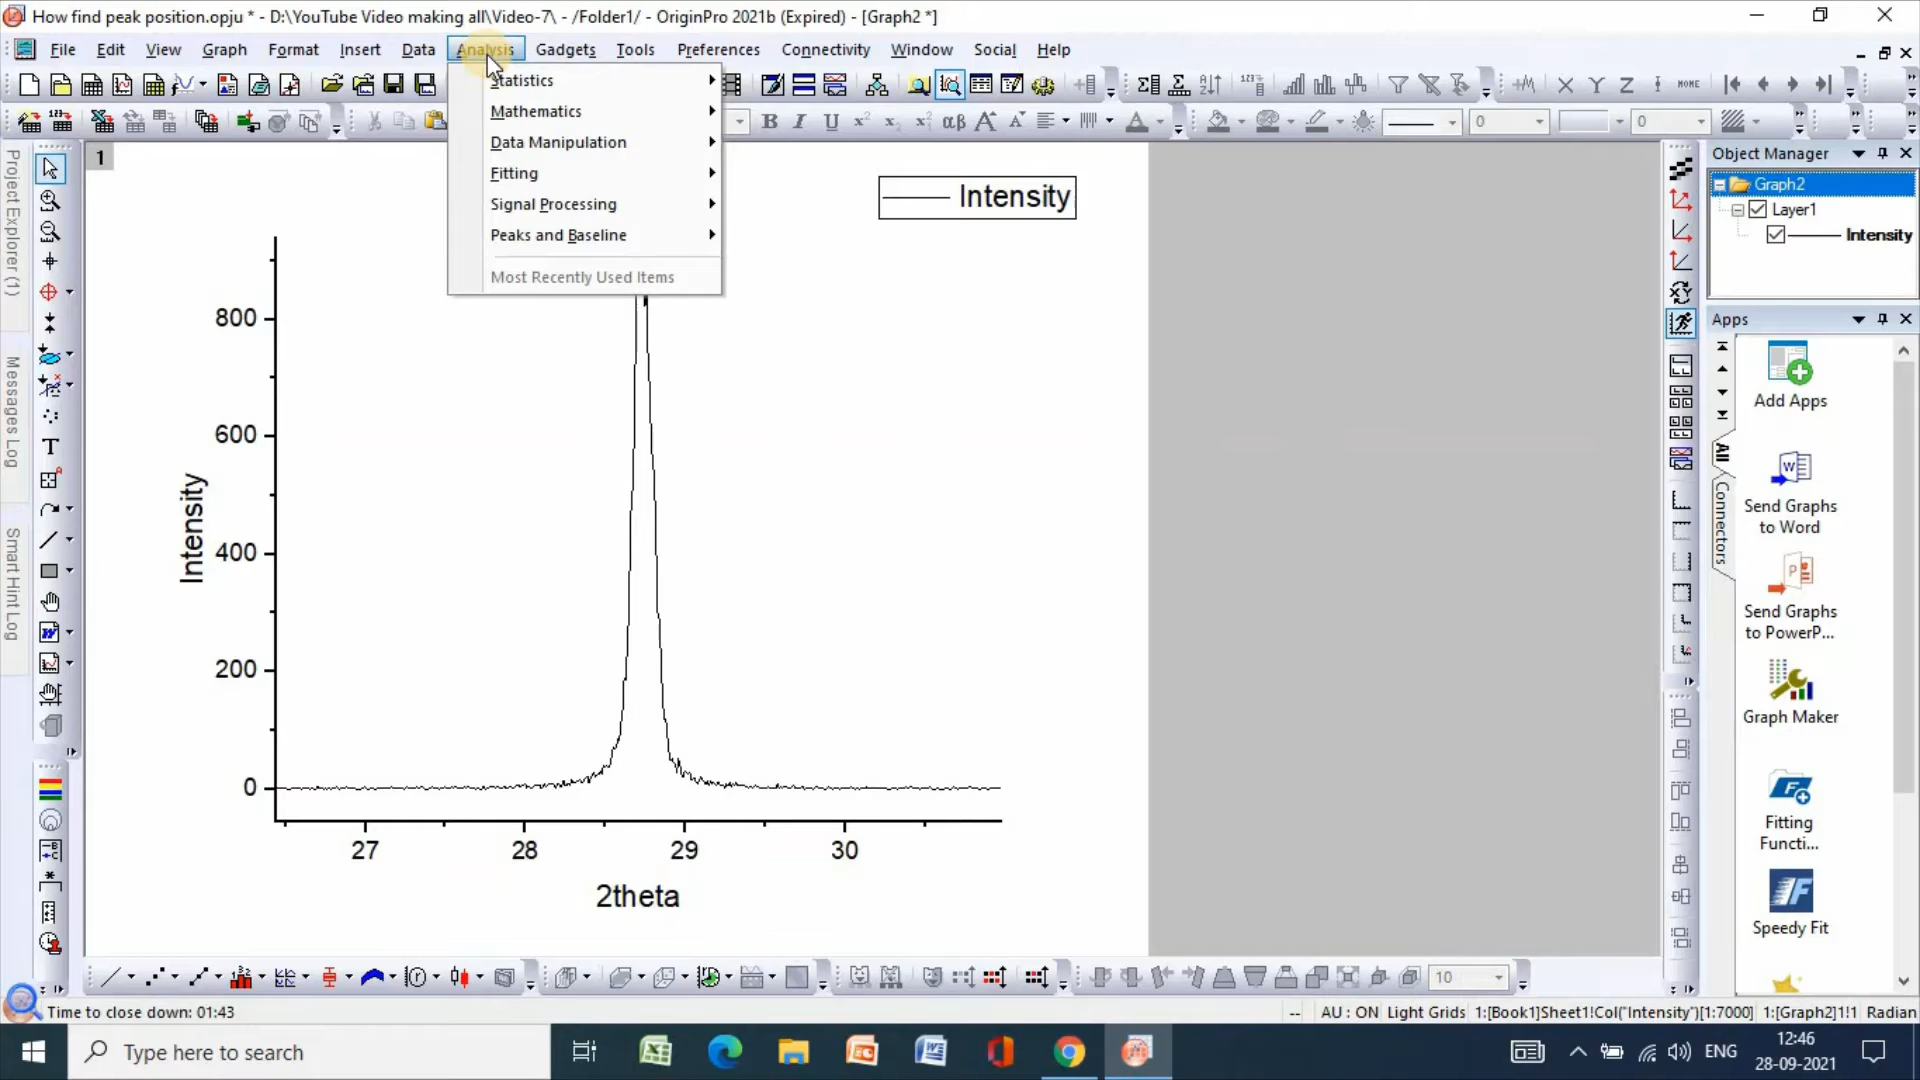 How find peak position.opju * - D:\YouTube Video making all\Video-7\ - /Folder1/ - OriginPro 2021b (Expired) - [Graph2 *]
File Edit View Graph Format Insert Data Analysis Gadgets Tools Preferences Connectivity Window Social Help
Statistics
Mathematics
Data Manipulation
Fitting
Signal Processing
Peaks and Baseline
Most Recently Used Items
Project Explorer (1)
Messages Log
Smart Hint Log
1
Intensity
800
600
400
200
0
Intensity
27 28 29 30
2theta
Object Manager
Graph2
Layer1
Intensity
Apps
All
Connectors
Add Apps
Send Graphs
to Word
Send Graphs
to PowerP...
Graph Maker
Fitting
Functi...
Speedy Fit
10
Time to close down: 01:43
-- AU : ON Light Grids 1:[Book1]Sheet1!Col("Intensity")[1:7000] 1:[Graph2]1!1 Radian
Type here to search
ENG
12:46
28-09-2021